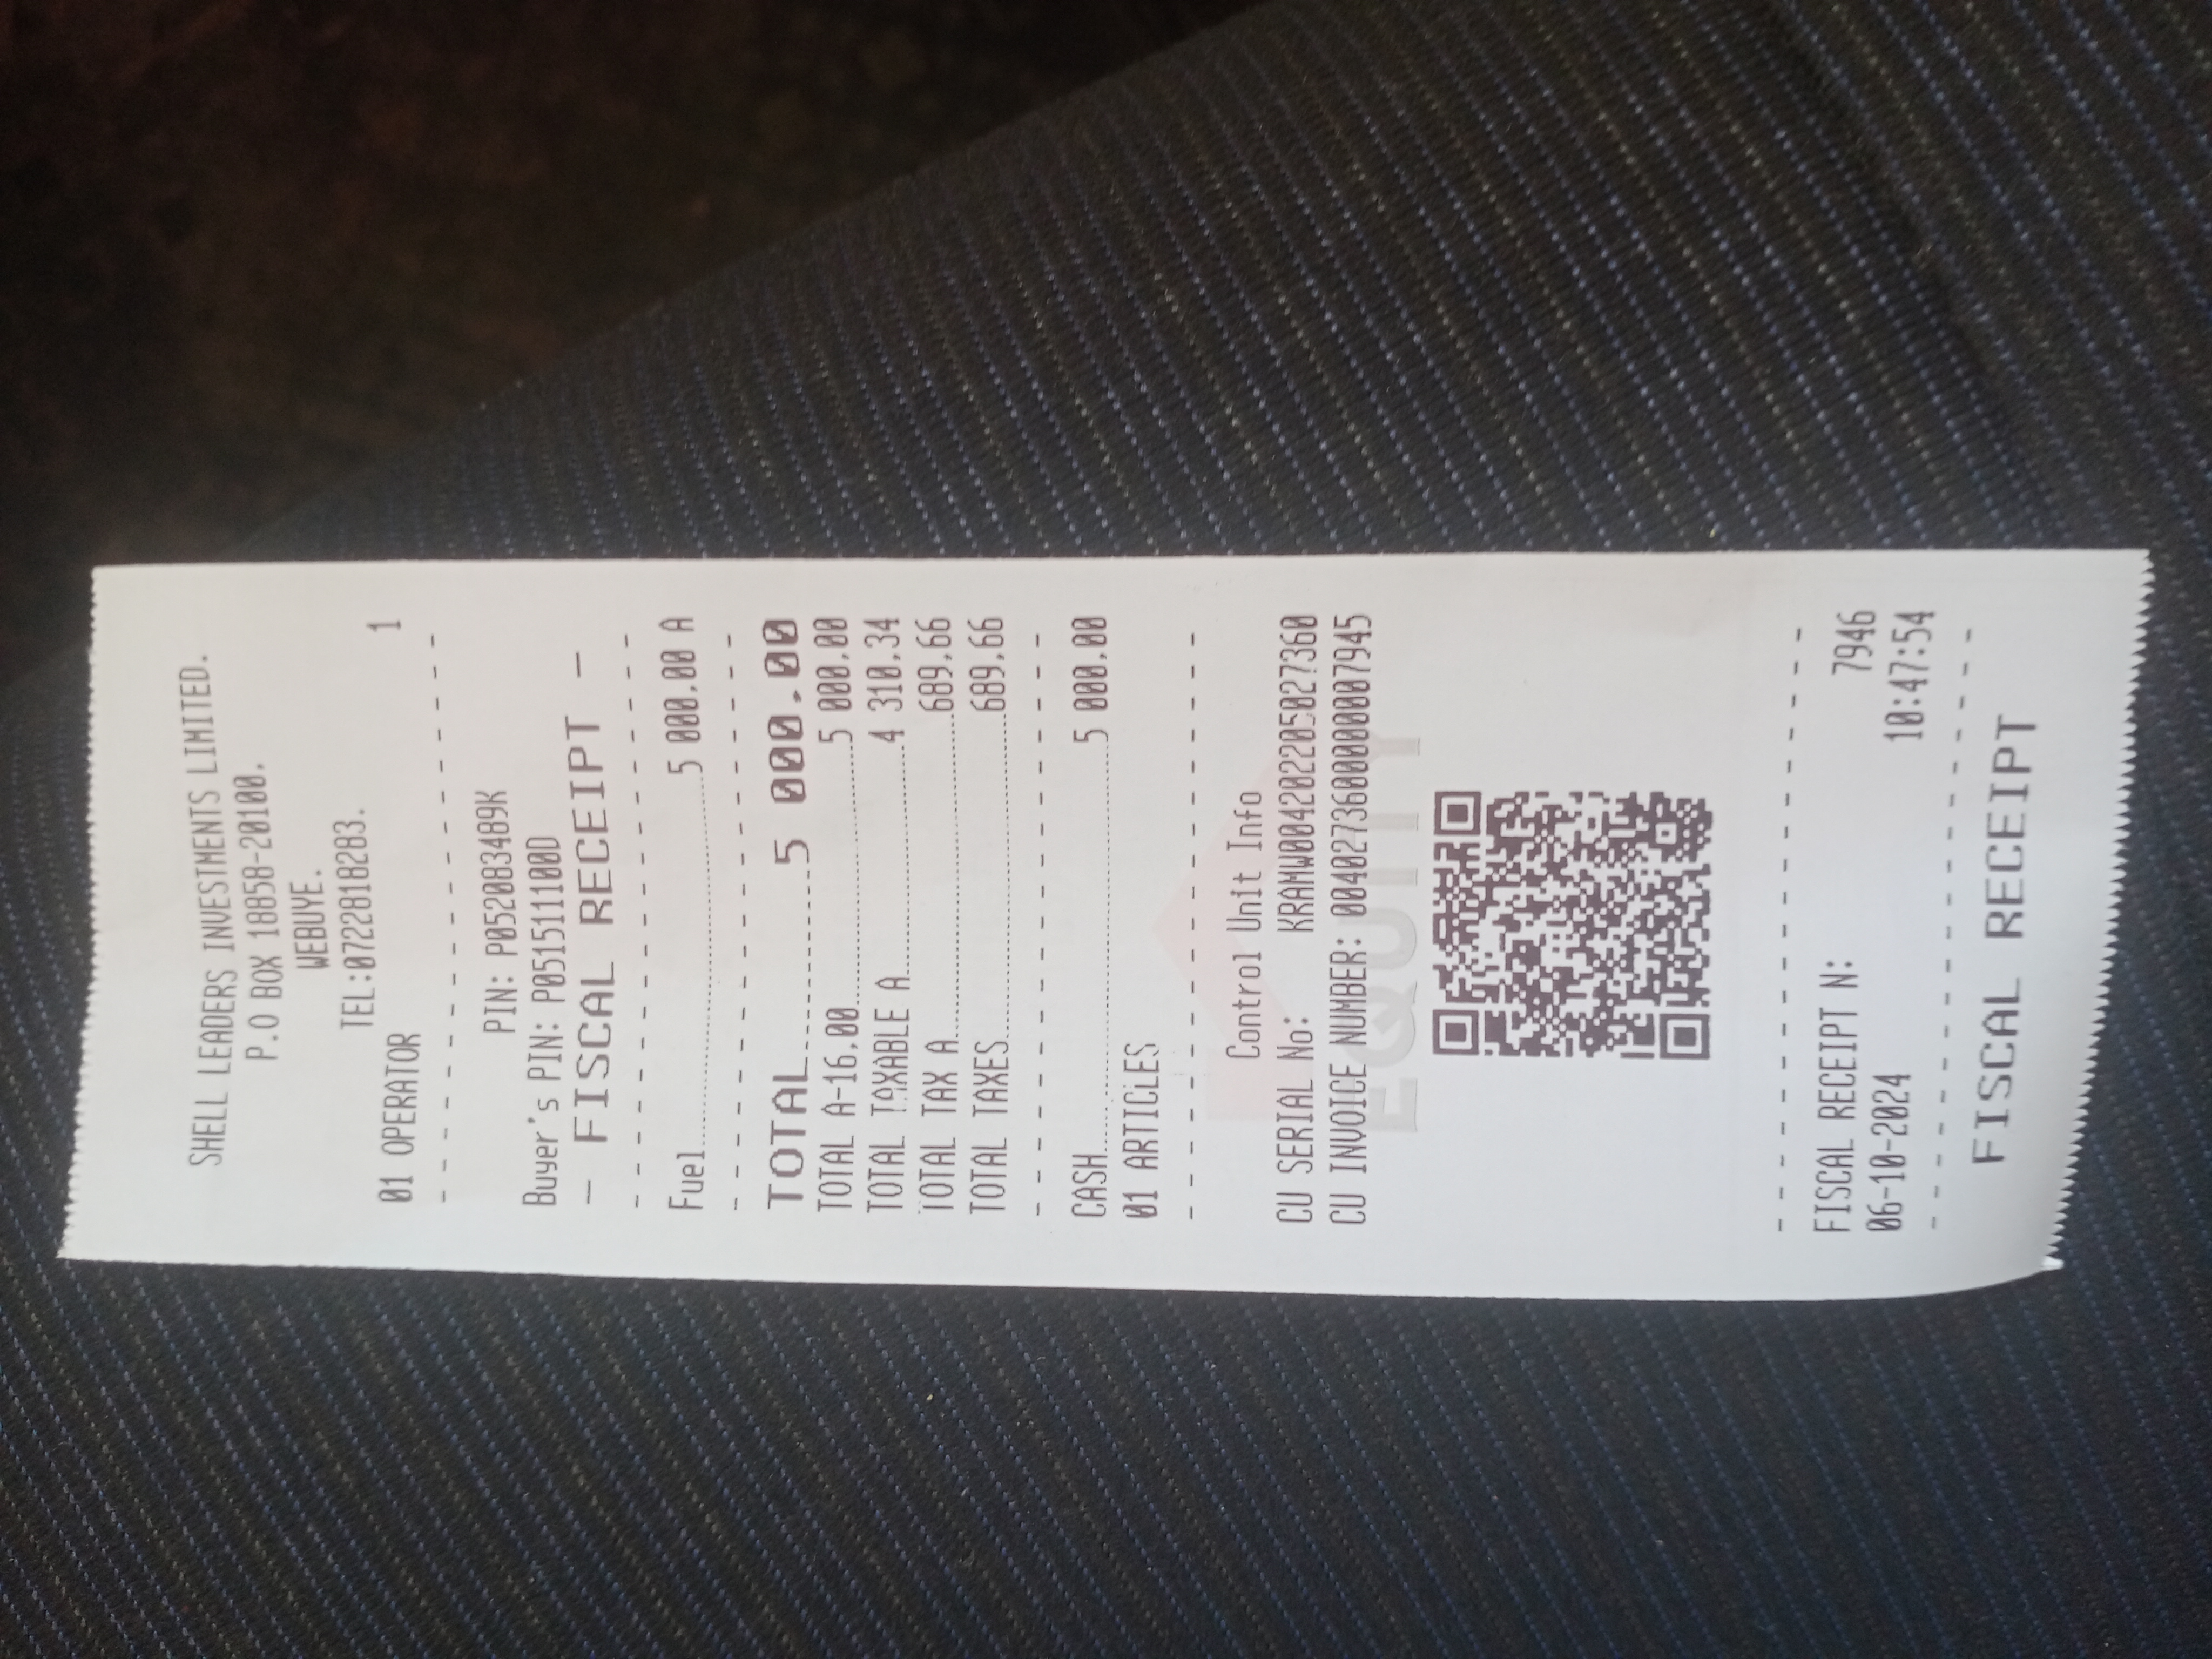 SHELL LEADERS INVESTMENTS LIMITED.
P.O BOX 18858-20100.
WEBUYE.
TEL:0722818283.
01 OPERATOR 1
PIN: P052083489K
Buyer's PIN: P051511100D
- FISCAL RECEIPT -
Fuel 5 000.00 A
TOTAL 5 000.00
TOTAL A-16.00 5 000.00
TOTAL TAXABLE A 4 310.34
TOTAL TAX A 689.66
TOTAL TAXES 689.66
CASH 5 000.00
01 ARTICLES
Control Unit Info
CU SERIAL No: KRAMW004202205027360
CU INVOICE NUMBER: 0040273600000007945
EQUITY
FISCAL RECEIPT N: 7946
06-10-2024 10:47:54
FISCAL RECEIPT